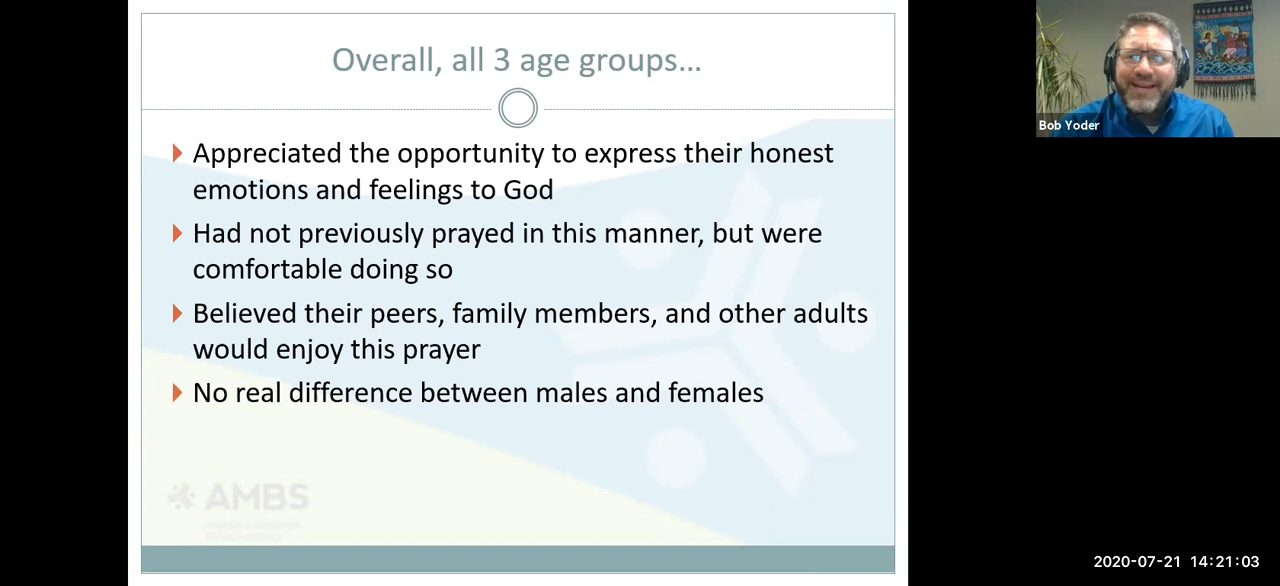 Overall, all 3 age groups...
Appreciated the opportunity to express their honest
emotions and feelings to God
Had not previously prayed in this manner, but were
comfortable doing so
Believed their peers, family members, and other adults
would enjoy this prayer
No real difference between males and females
AMBS
Bob Yoder
2020-07-21 14:21:03